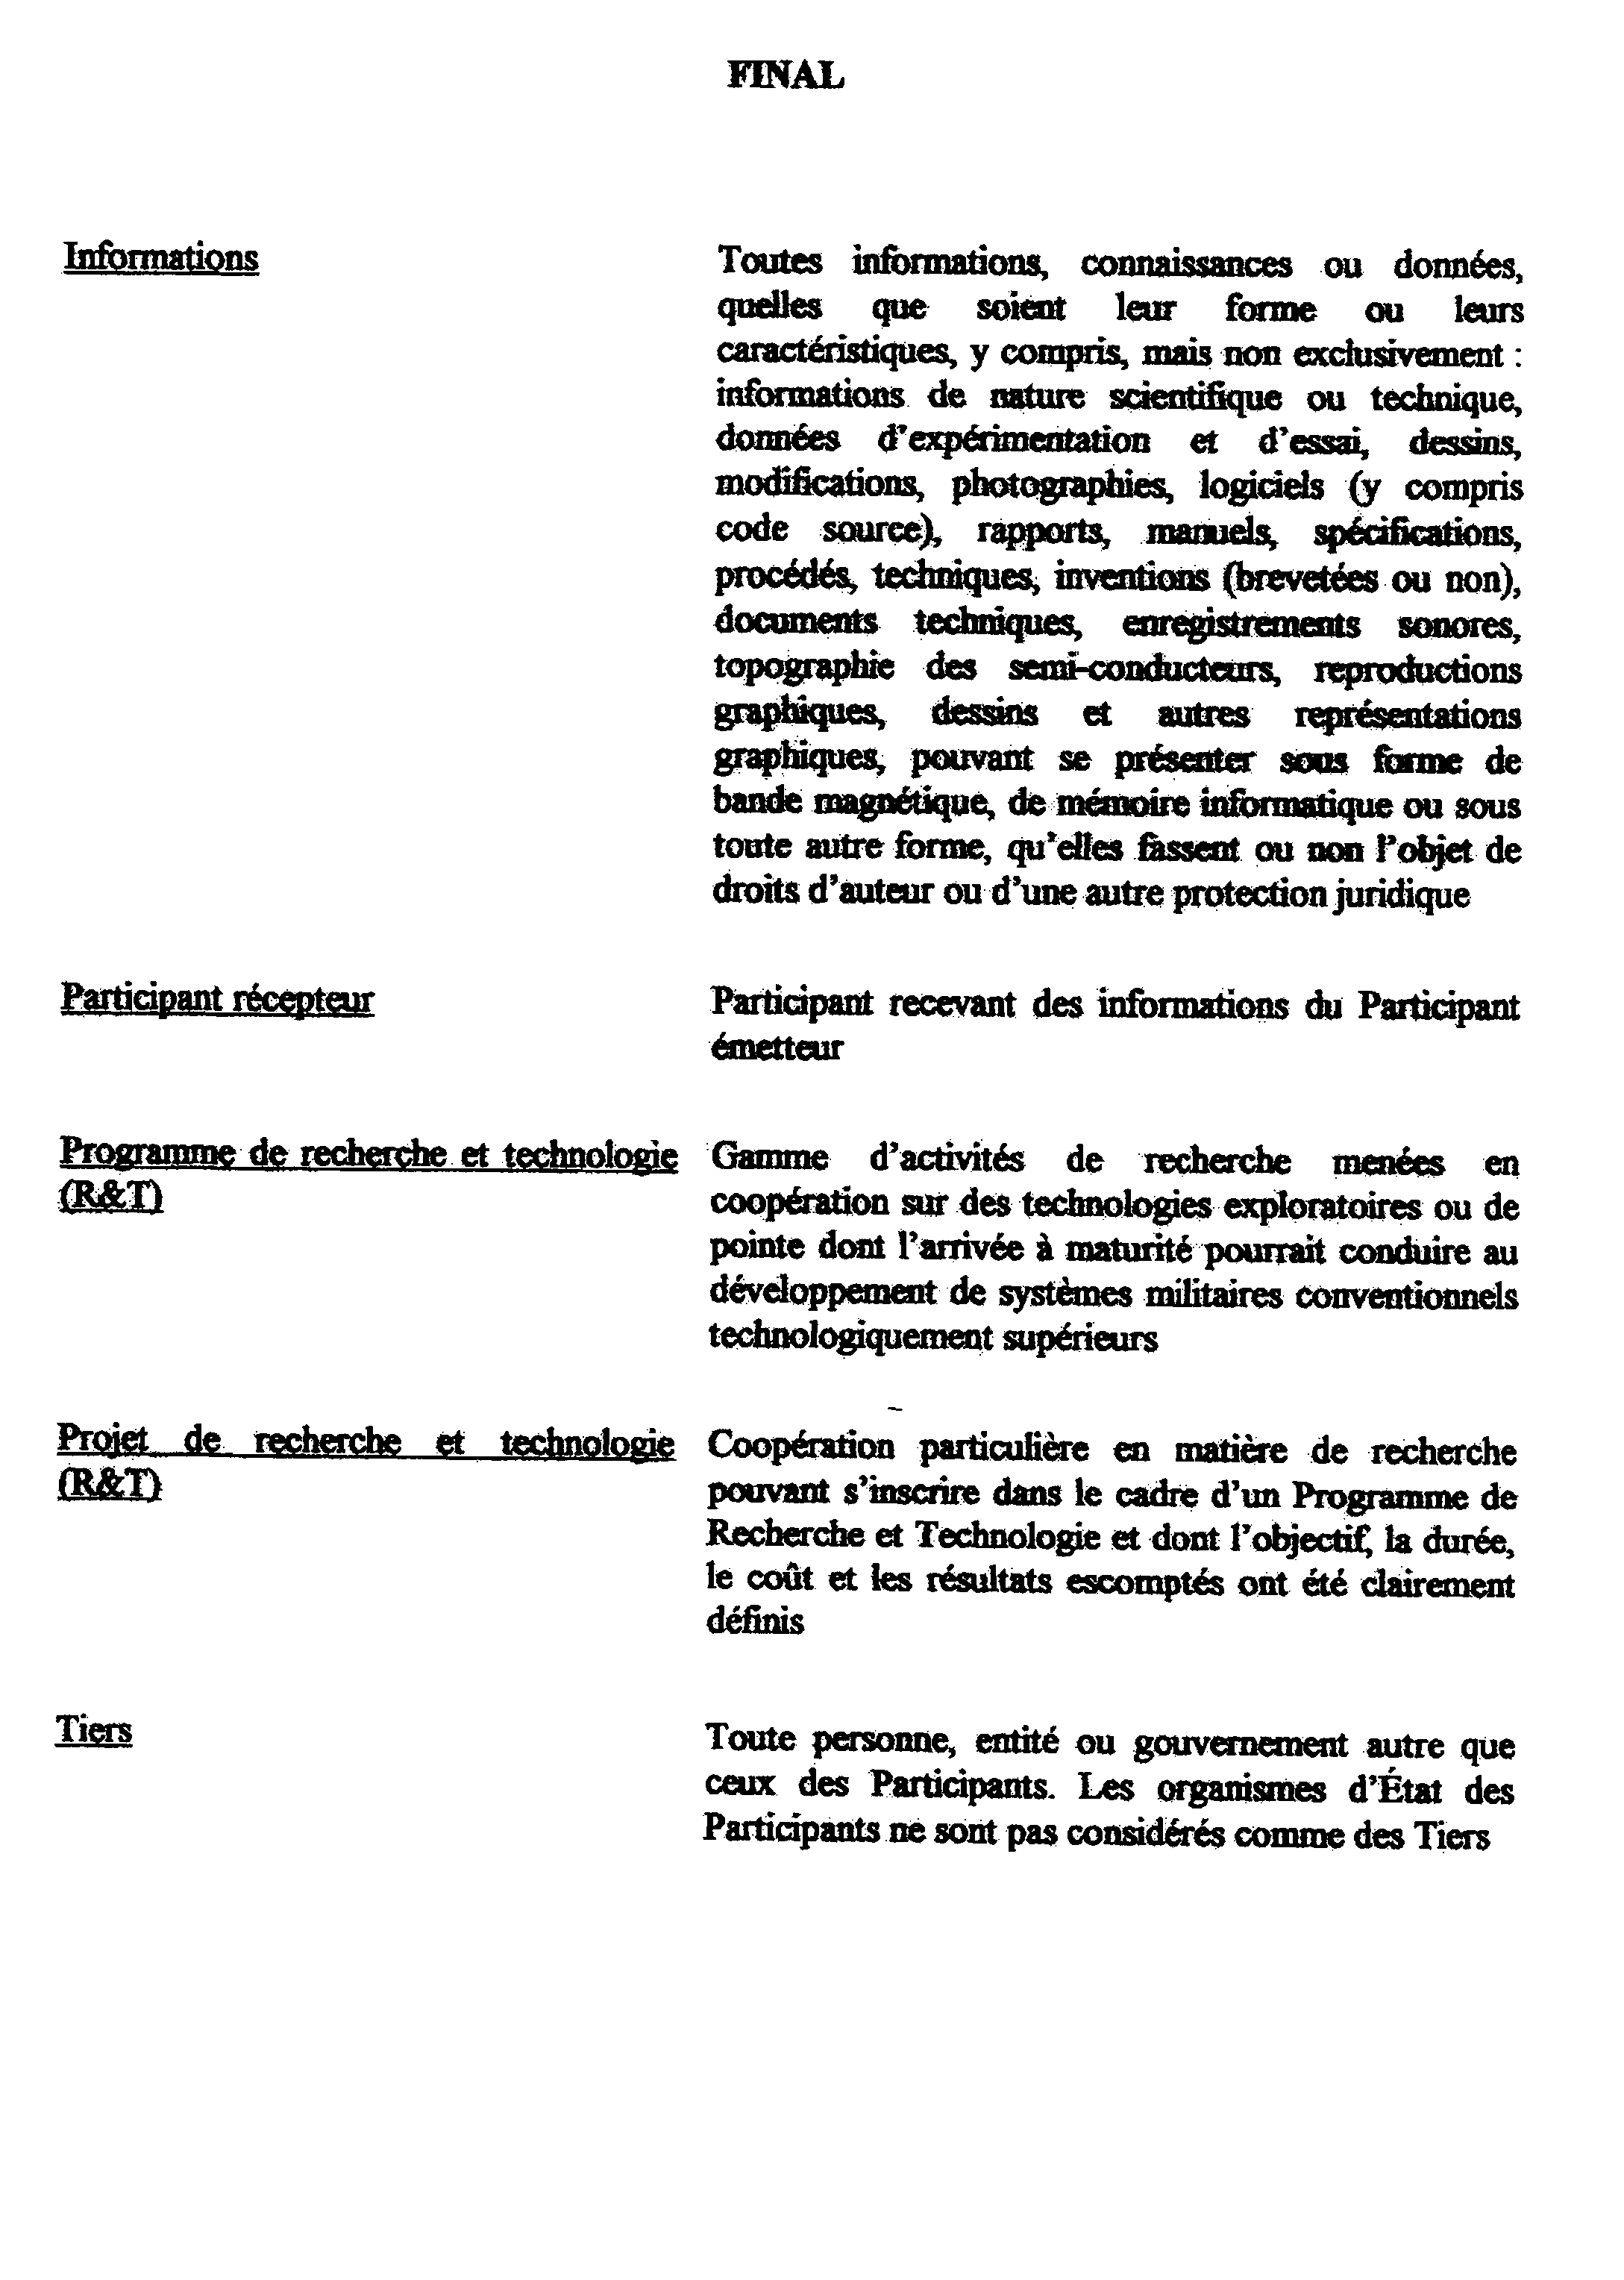 FINAL
Informations
Toutes informations, connaissances ou données,
quelles que soient leur forme ou leurs
caractéristiques, y compris, mais non exclusivement :
informations de nature scientifique ou technique,
données d'expérimentation et d'essai, dessins,
modifications, photographies, logiciels (y compris
code source), rapports, manuels, spécifications,
procédés, techniques, inventions (brevetées ou non),
documents techniques, enregistrements sonores,
topographie des semi-conducteurs, reproductions
graphiques, dessins et autres représentations
graphiques, pouvant se présenter sous forme de
bande magnétique, de mémoire informatique ou sous
toute autre forme, qu'elles fassent ou non l'objet de
droits d'auteur ou d'une autre protection juridique
Participant récepteur
Participant recevant des informations du Participant
émetteur
Programme de recherche et technologie
(R&T)
Gamme d'activités de recherche menées en
coopération sur des technologies exploratoires ou de
pointe dont l'arrivée à maturité pourrait conduire au
développement de systèmes militaires conventionnels
technologiquement supérieurs
Projet de recherche et technologie
(R&T)
Coopération particulière en matière de recherche
pouvant s'inscrire dans le cadre d'un Programme de
Recherche et Technologie et dont l'objectif, la durée,
le coût et les résultats escomptés ont été clairement
définis
Tiers
Toute personne, entité ou gouvernement autre que
ceux des Participants. Les organismes d'État des
Participants ne sont pas considérés comme des Tiers